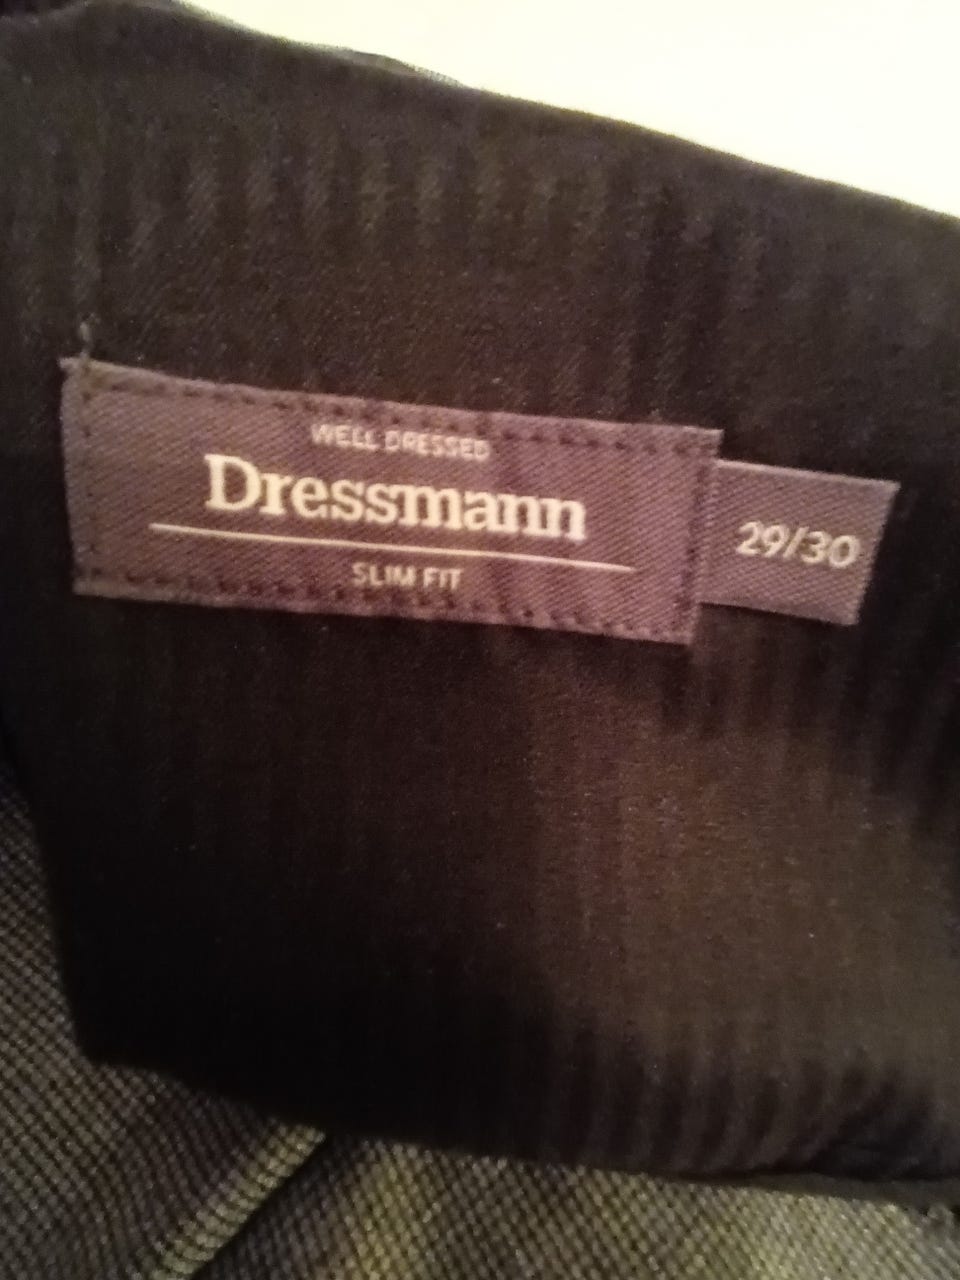 WELL DRESSED
Dressmann
SLIM FIT
29/30